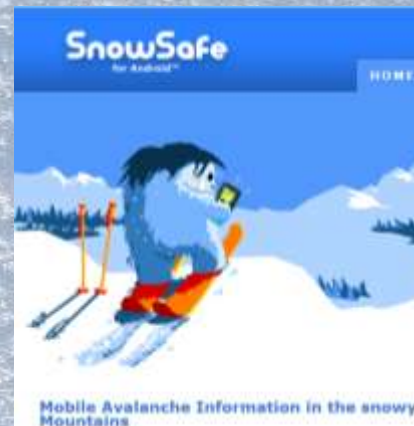 SnowSafe
for Android™
HOME
Mobile Avalanche Information in the snowy
Mountains